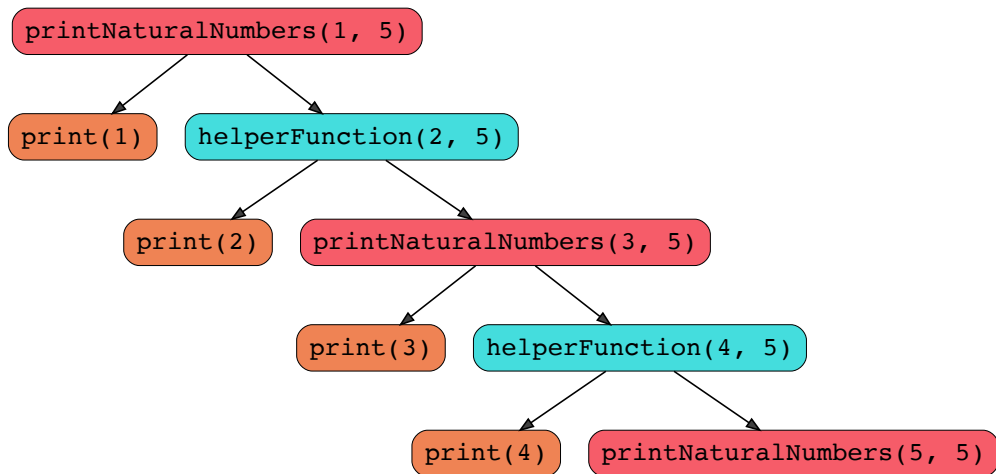 printNaturalNumbers(1, 5)
print(1)
helperFunction(2, 5)
print(2)
printNaturalNumbers(3, 5)
print(3)
helperFunction(4, 5)
print(4)
printNaturalNumbers(5, 5)